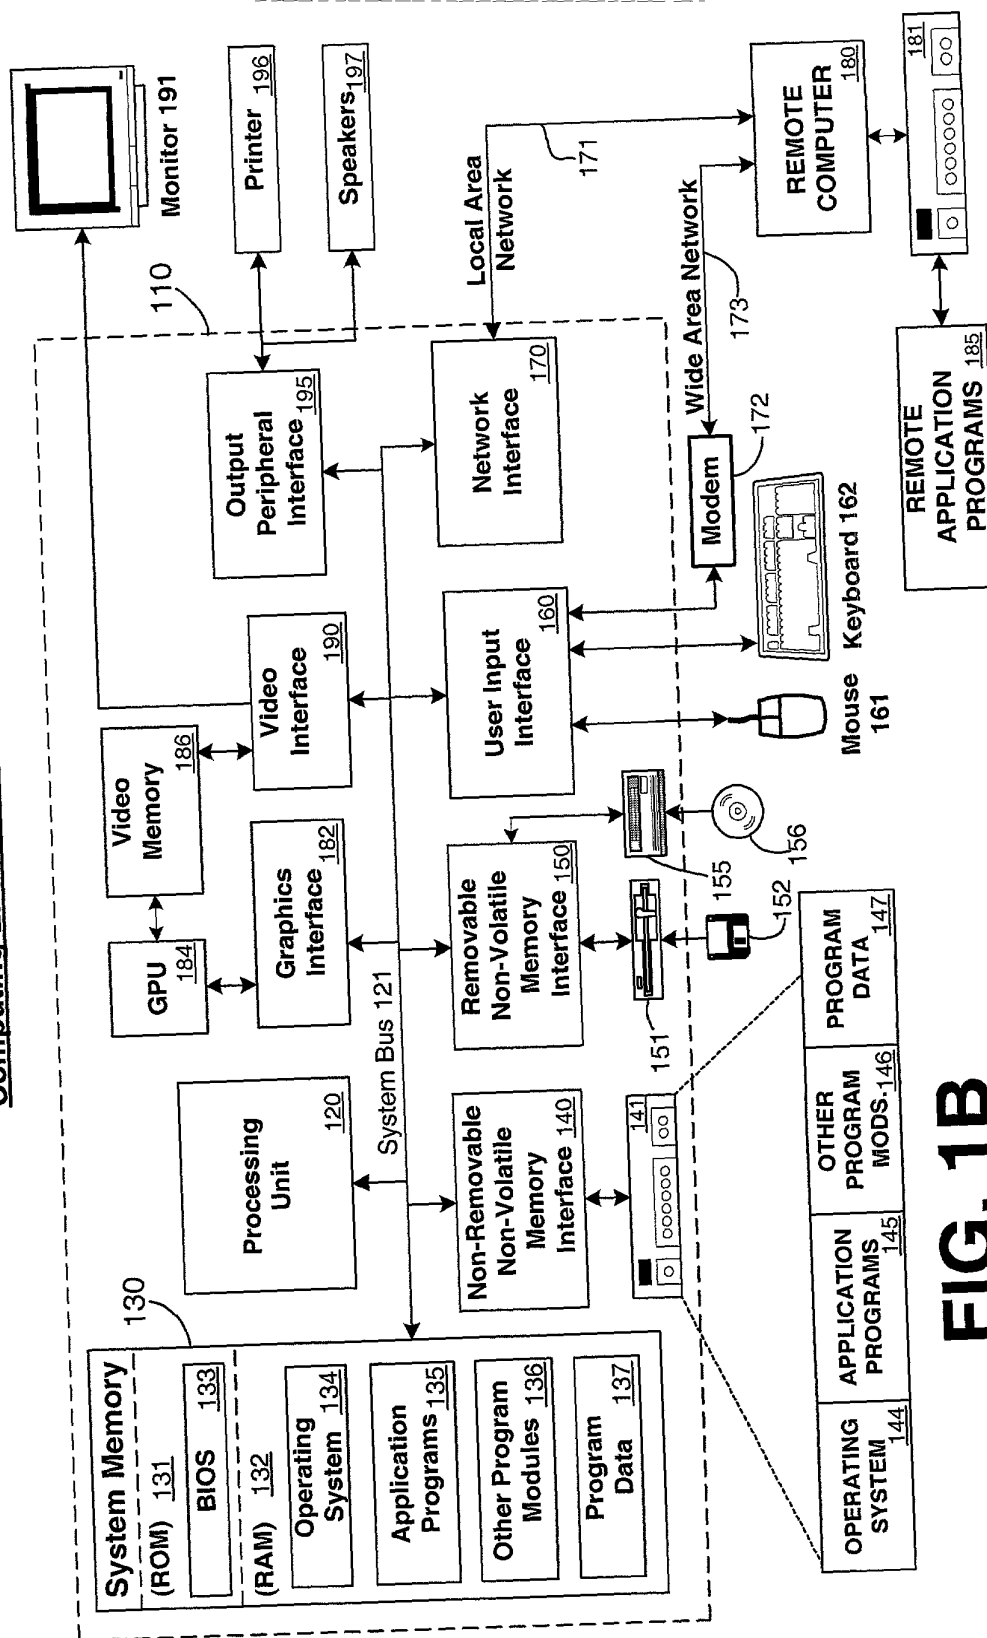 Computing
Monitor 191
Printer 196
Speakers 197
110
Local Area
Network
171
Wide Area Network
173
REMOTE
COMPUTER
180
181
REMOTE
APPLICATION
PROGRAMS 185
Output
Peripheral
Interface 195
Network
Interface
170
Modem
172
Keyboard 162
Mouse
161
Video
Memory
186
Video
Interface
190
User Input
Interface
160
GPU
184
Graphics
Interface
182
Removable
Non-Volatile
Memory
Interface 150
155
156
151
152
System Bus 121
Processing
Unit
120
Non-Removable
Non-Volatile
Memory
Interface 140
141
130
System Memory
(ROM) 131
BIOS 133
(RAM) 132
Operating
System 134
Application
Programs 135
Other Program
Modules 136
Program
Data 137
OPERATING
SYSTEM 144
APPLICATION
PROGRAMS 145
OTHER
PROGRAM
MODS. 146
PROGRAM
DATA 147
FIG. 1B